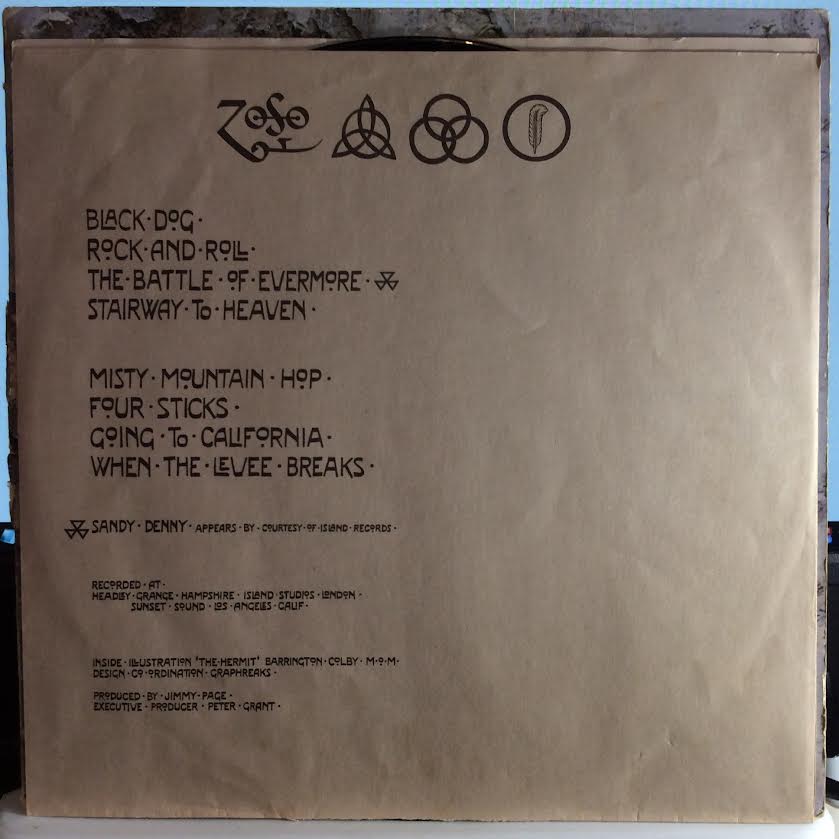 ZOSO
BLACK·DOG·
ROCK·AND·ROLL·
THE·BATTLE·OF·EVERMORE·
STAIRWAY·TO·HEAVEN·
MISTY·MOUNTAIN·HOP·
FOUR·STICKS·
GOING·TO·CALIFORNIA·
WHEN·THE·LEVEE·BREAKS·
SANDY·DENNY·APPEARS·BY·COURTESY·OF·ISLAND·RECORDS·
RECORDED·AT·
HEADLEY·GRANGE·HAMPSHIRE·ISLAND·STUDIOS·LONDON·
SUNSET·SOUND·LOS·ANGELES·CALIF·
INSIDE·ILLUSTRATION 'THE·HERMIT' BARRINGTON·COLBY·M·O·M·
DESIGN·CO·ORDINATION·GRAPHREAKS·
PRODUCED·BY·JIMMY·PAGE·
EXECUTIVE·PRODUCER·PETER·GRANT·